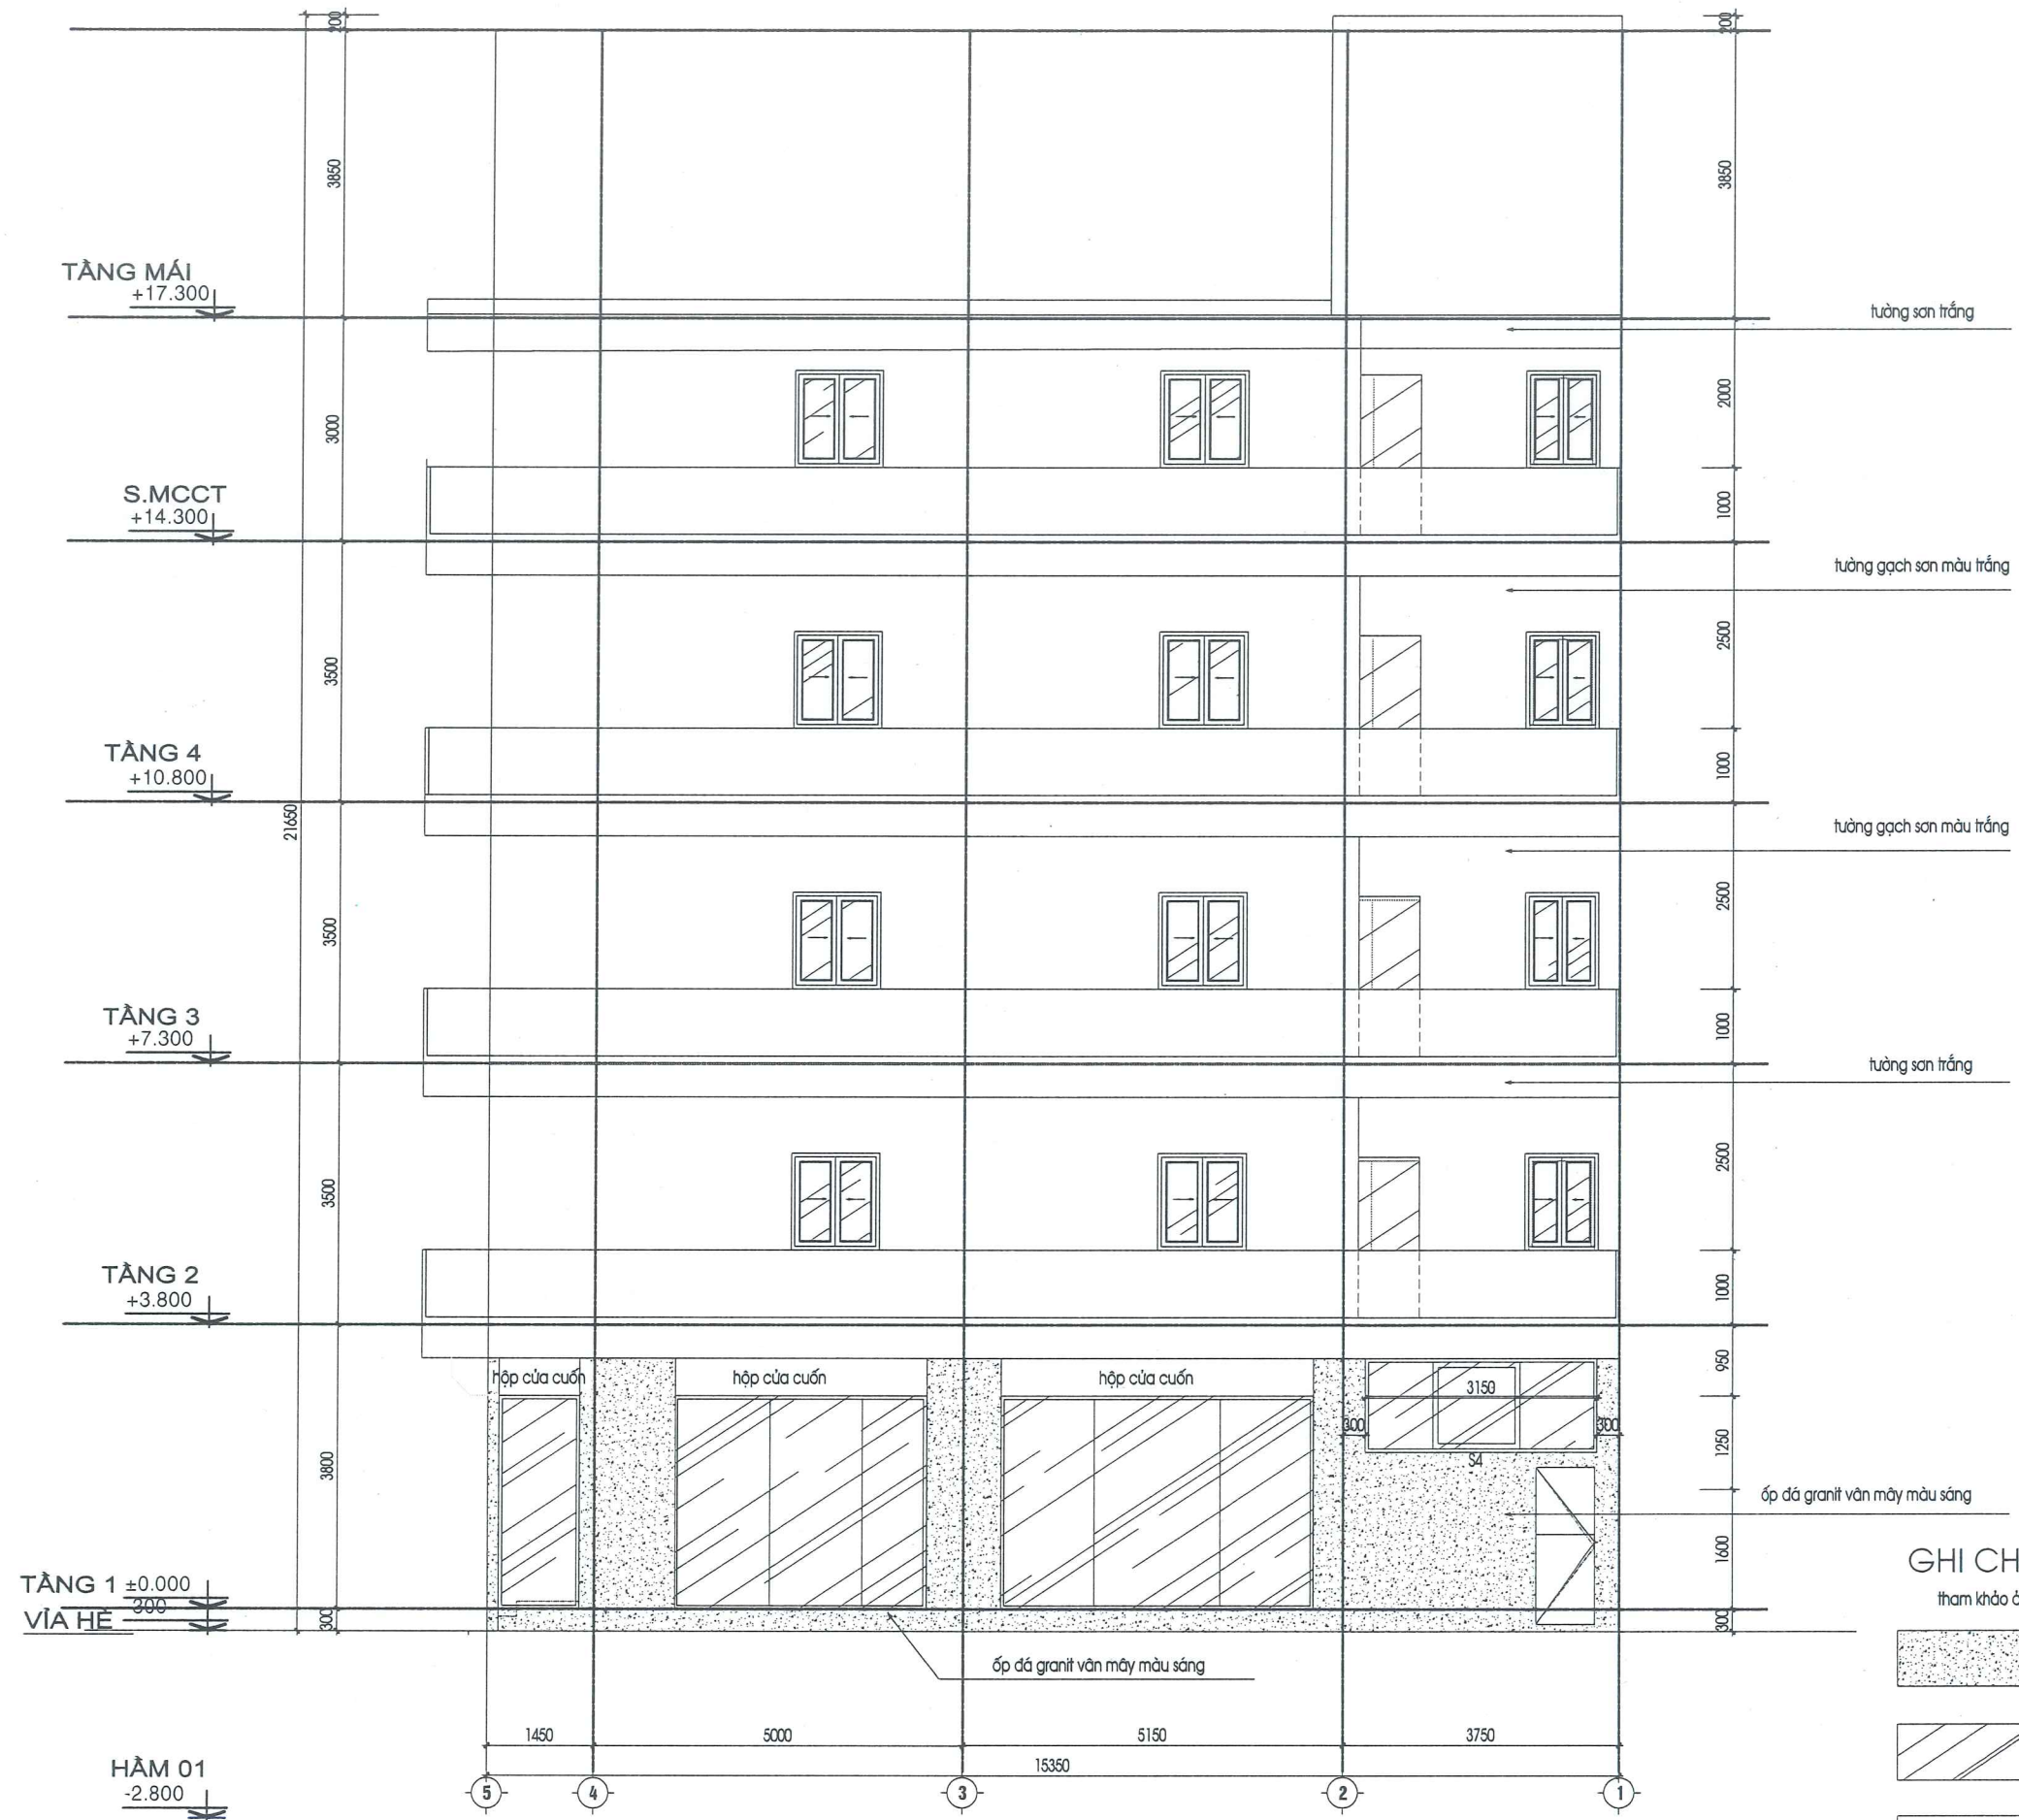 200
200
3850
3850
TẦNG MÁI
+17.300
tường sơn trắng
2000
3000
S.MCCT
+14.300
1000
tường gạch sơn màu trắng
2500
3500
TẦNG 4
+10.800
1000
21650
tường gạch sơn màu trắng
2500
3500
TẦNG 3
+7.300
1000
tường sơn trắng
2500
3500
TẦNG 2
+3.800
1000
950
hộp cửa cuốn
hộp cửa cuốn
hộp cửa cuốn
3150
300
300
1250
3800
S4
ốp đá granit vân mây màu sáng
1600
GHI CH
tham khảo ở
TẦNG 1 ±0.000
VỈA HÈ -300
300
300
ốp đá granit vân mây màu sáng
1450
5000
5150
3750
15350
HẦM 01
-2.800
5
4
3
2
1